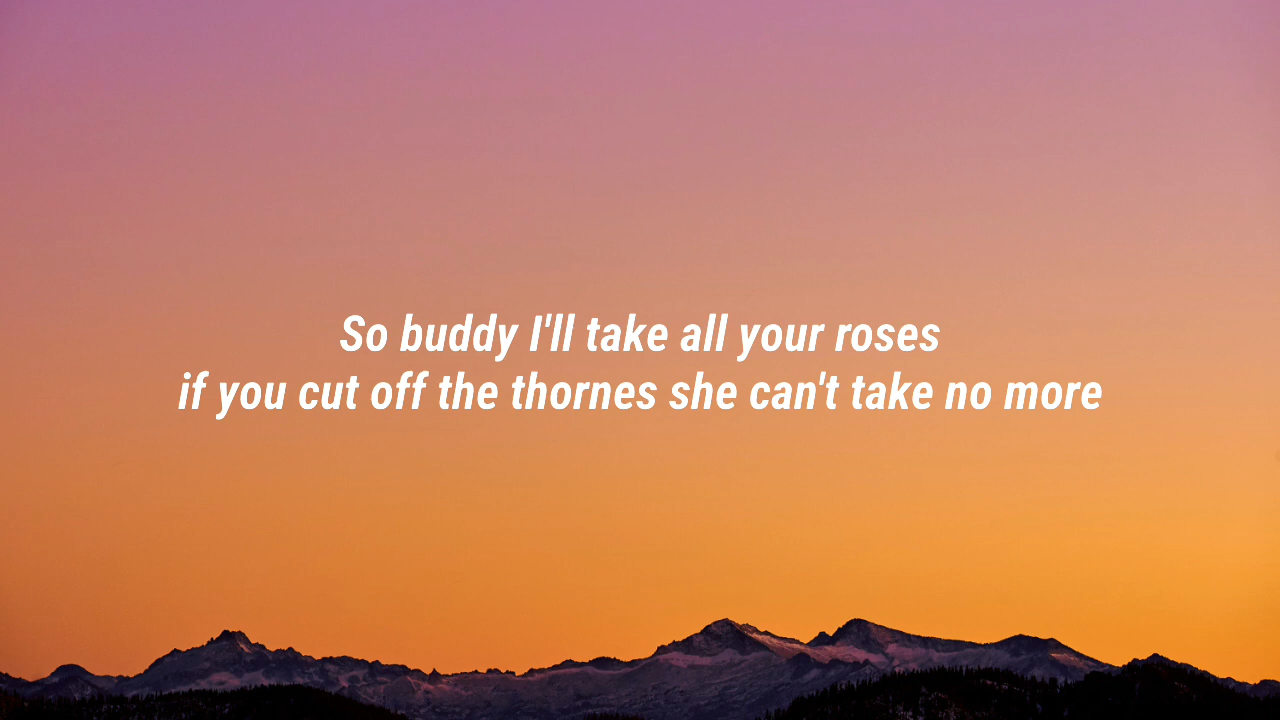 So buddy I'll take all your roses
if you cut off the thornes she can't take no more